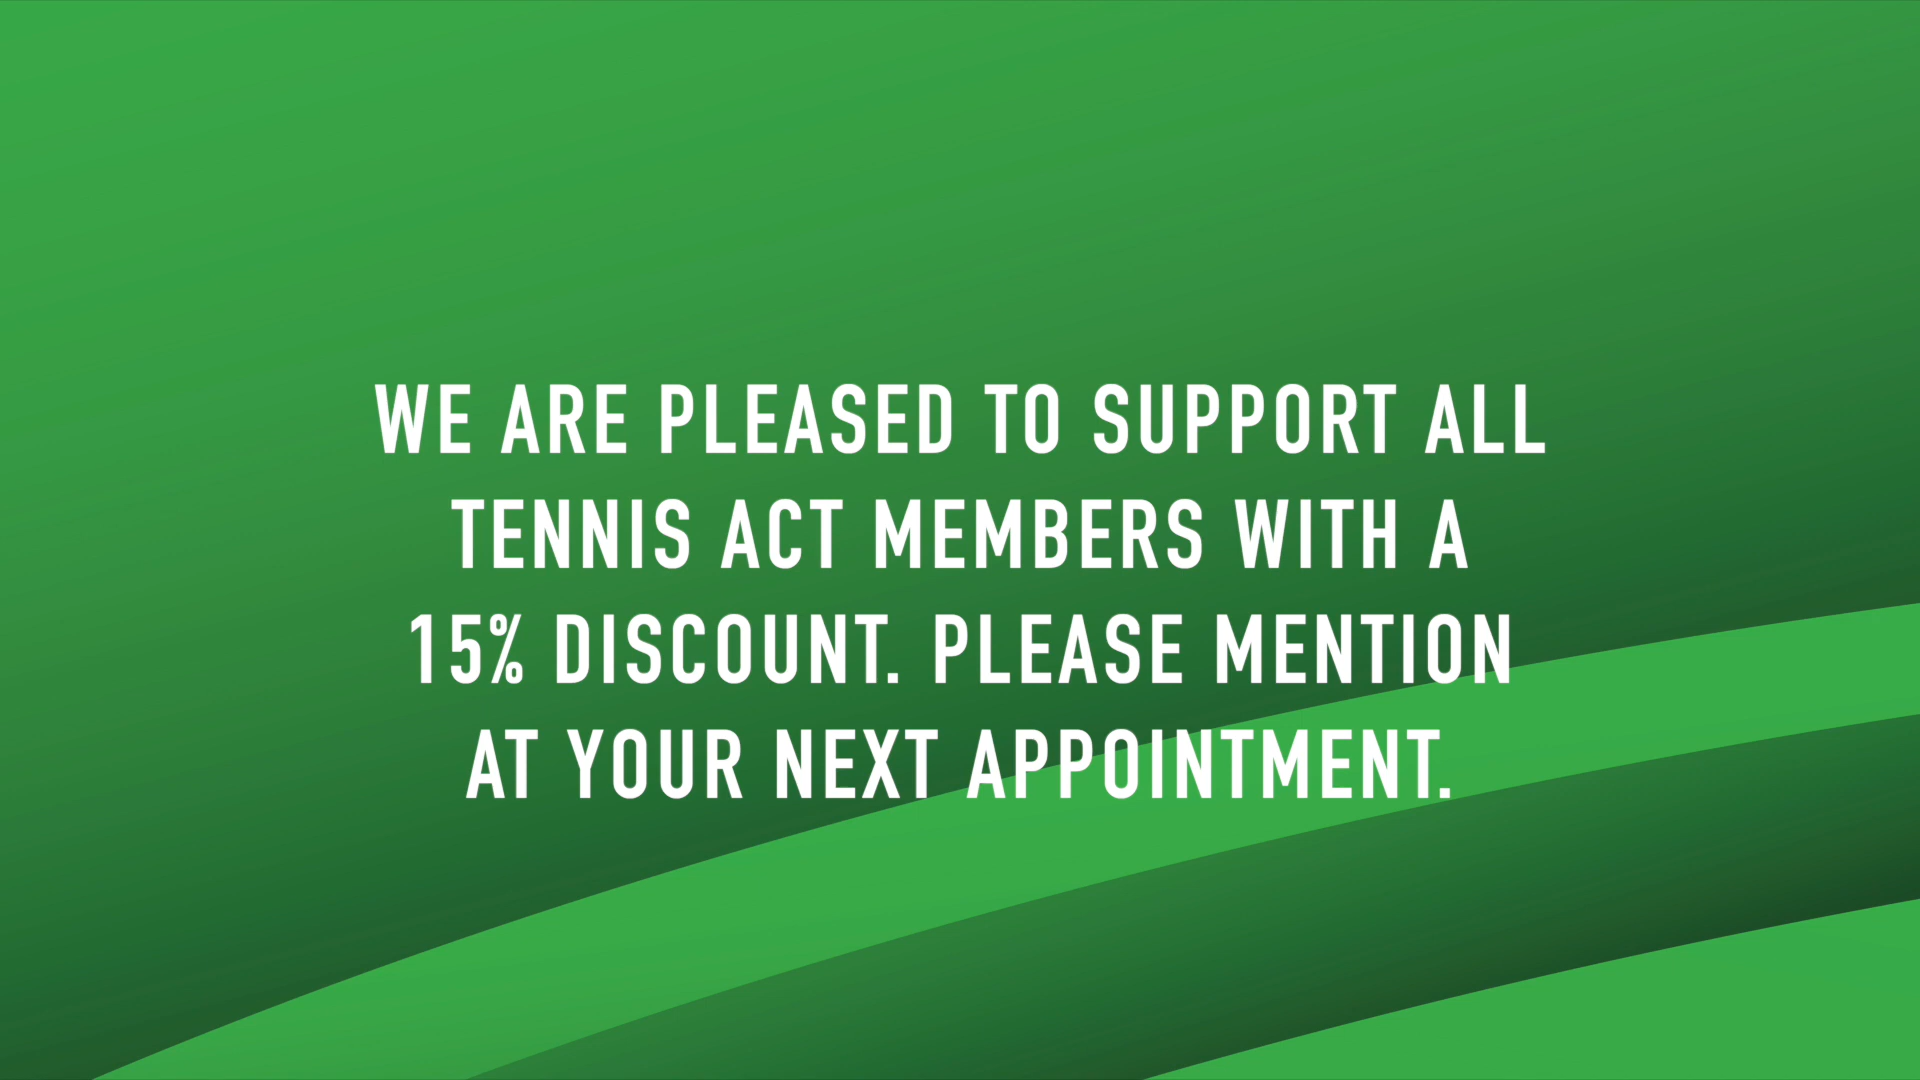 WE ARE PLEASED TO SUPPORT ALL
TENNIS ACT MEMBERS WITH A
15% DISCOUNT. PLEASE MENTION
AT YOUR NEXT APPOINTMENT.